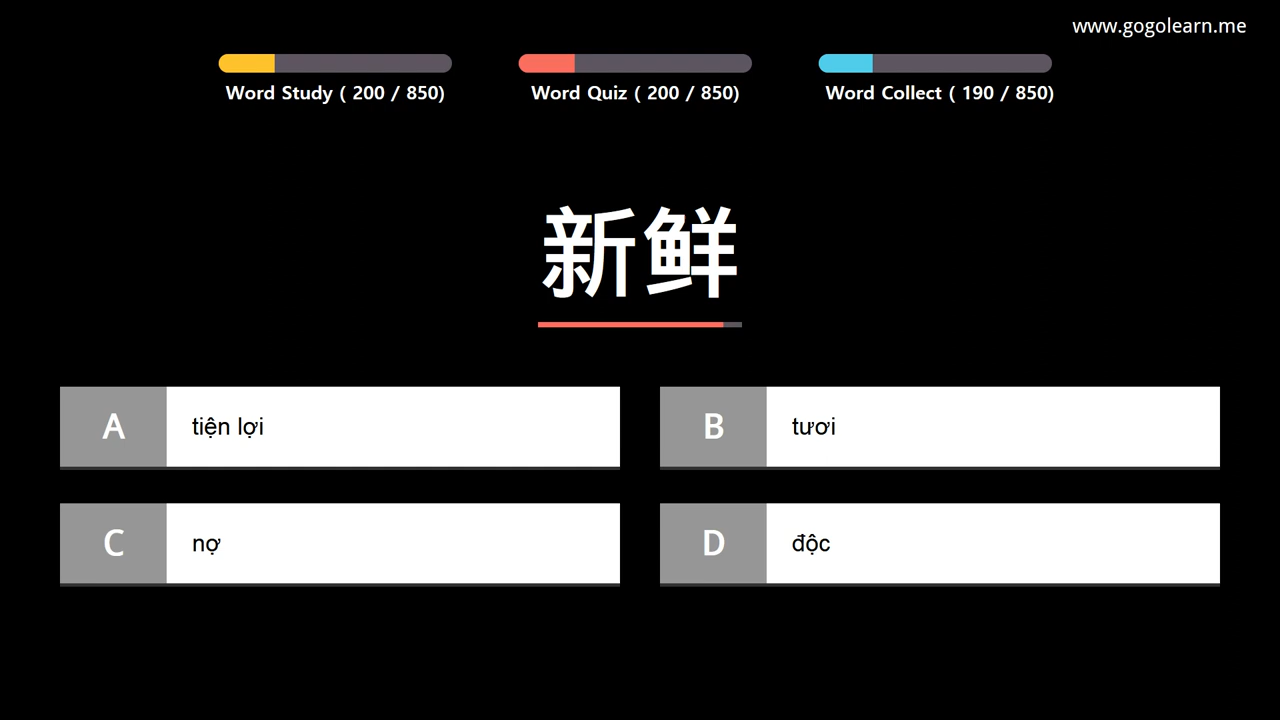 www.gogolearn.me
Word Study ( 200 / 850)
Word Quiz ( 200 / 850)
Word Collect ( 190 / 850)
新鲜
A tiện lợi
B tươi
C nợ
D độc